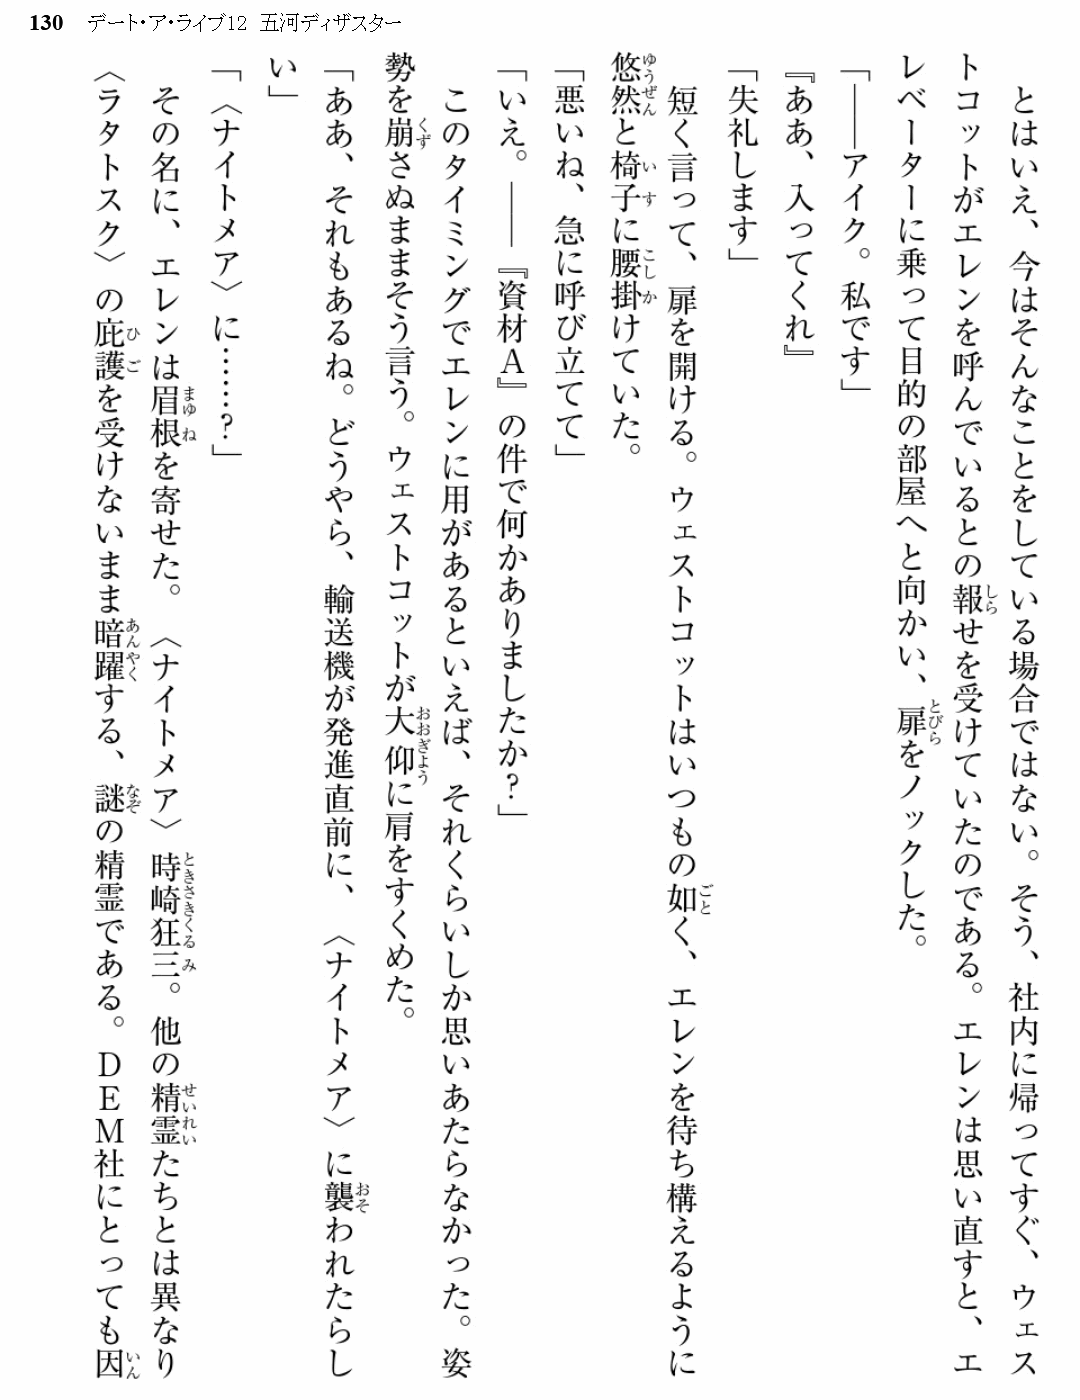 130 デート・ア・ライブ12 五河ディザスター
とはいえ、今はそんなことをしている場合ではない。そう、社内に帰ってすぐ、ウェス
トコットがエレンを呼んでいるとの報せを受けていたのである。エレンは思い直すと、エ
レベーターに乗って目的の部屋へと向かい、扉をノックした。
「――アイク。私です」
『ああ、入ってくれ』
「失礼します」
短く言って、扉を開ける。ウェストコットはいつもの如く、エレンを待ち構えるように
悠然と椅子に腰掛けていた。
「悪いね、急に呼び立てて」
「いえ。――『資材A』の件で何かありましたか?」
このタイミングでエレンに用があるといえば、それくらいしか思いあたらなかった。姿
勢を崩さぬままそう言う。ウェストコットが大仰に肩をすくめた。
「ああ、それもあるね。どうやら、輸送機が発進直前に、〈ナイトメア〉に襲われたらし
い」
「〈ナイトメア〉に……?」
その名に、エレンは眉根を寄せた。〈ナイトメア〉時崎狂三。他の精霊たちとは異なり
〈ラタトスク〉の庇護を受けないまま暗躍する、謎の精霊である。DEM社にとっても因